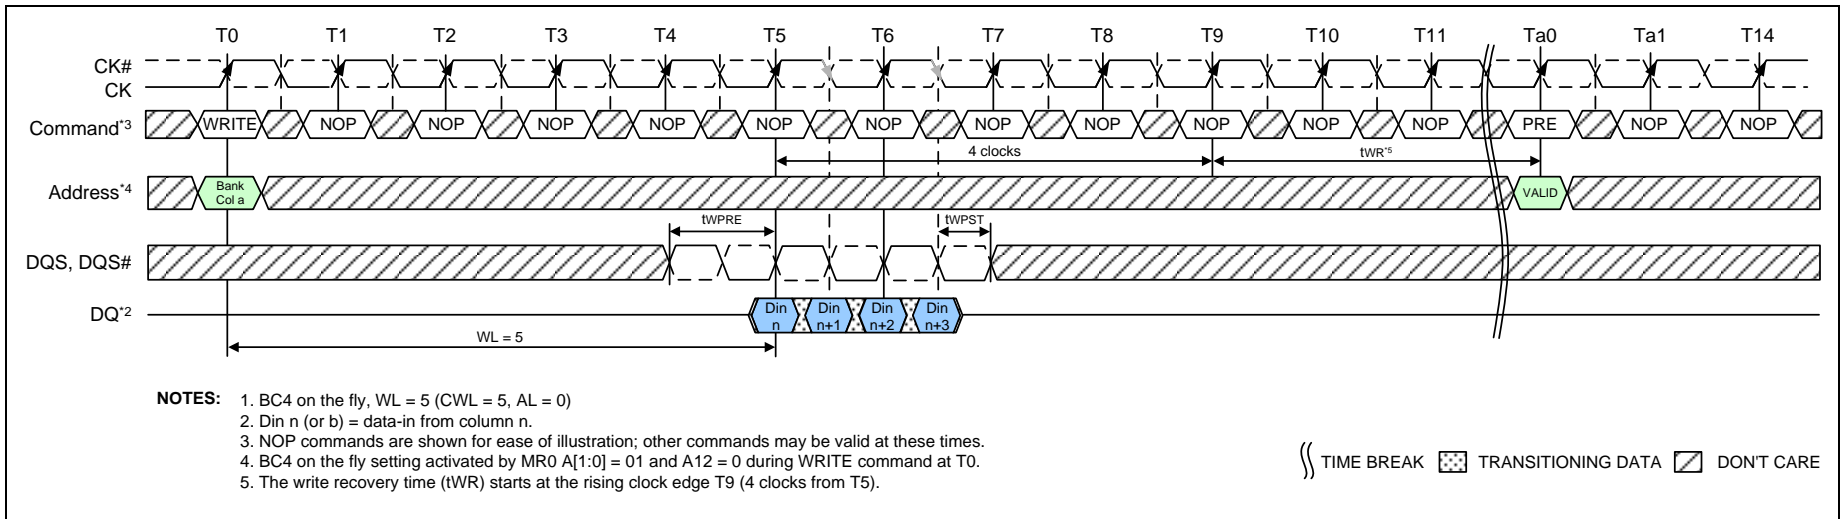 T0 T1 T2 T3 T4 T5 T6 T7 T8 T9 T10 T11 Ta0 Ta1 T14
CK#
CK
Command*3 WRITE NOP NOP NOP NOP NOP NOP NOP NOP NOP NOP NOP PRE NOP NOP
4 clocks tWR*5
Address*4 Bank Col a VALID
tWPRE tWPST
DQS, DQS#
DQ*2 Din n Din n+1 Din n+2 Din n+3
WL = 5
NOTES: 1. BC4 on the fly, WL = 5 (CWL = 5, AL = 0)
2. Din n (or b) = data-in from column n.
3. NOP commands are shown for ease of illustration; other commands may be valid at these times.
4. BC4 on the fly setting activated by MR0 A[1:0] = 01 and A12 = 0 during WRITE command at T0.
5. The write recovery time (tWR) starts at the rising clock edge T9 (4 clocks from T5).
TIME BREAK TRANSITIONING DATA DON'T CARE